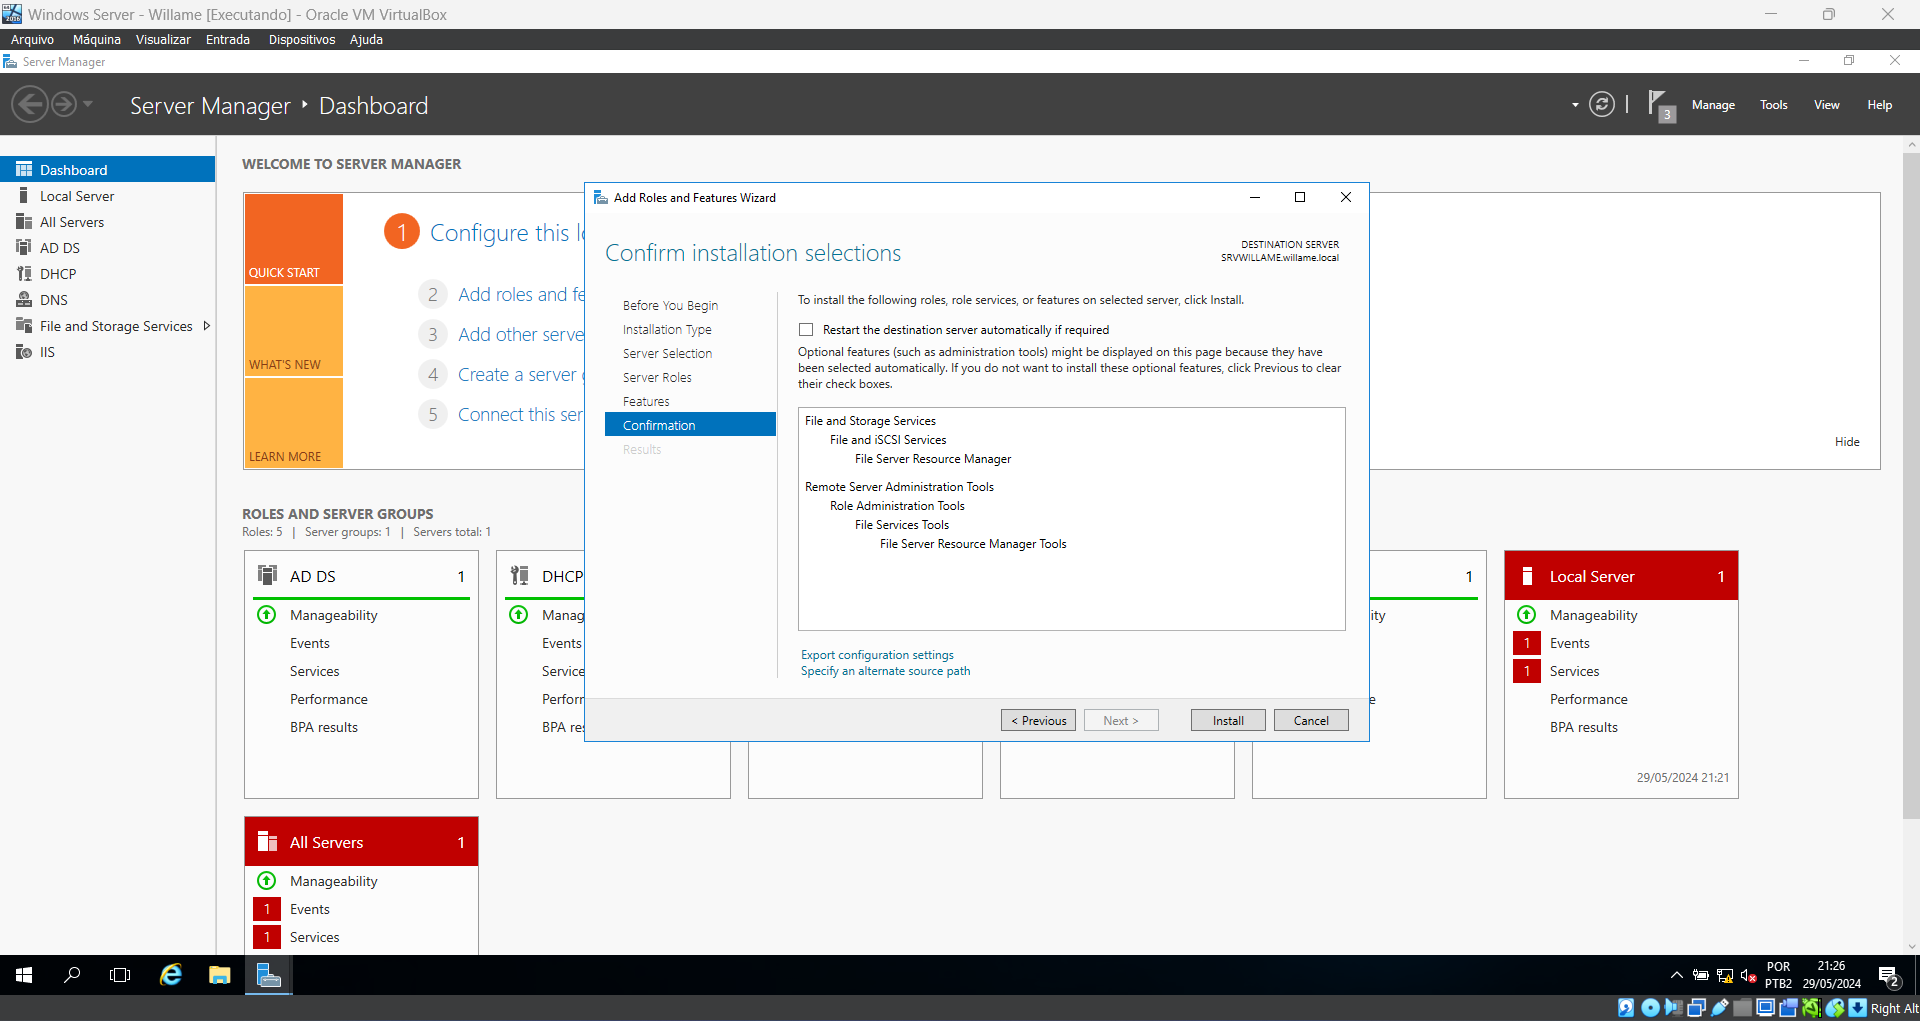 Windows Server - Willame [Executando] - Oracle VM VirtualBox
Arquivo Máquina Visualizar Entrada Dispositivos Ajuda
Server Manager
Server Manager ‣ Dashboard
3
Manage Tools View Help
Dashboard
Local Server
All Servers
AD DS
DHCP
DNS
File and Storage Services
IIS
WELCOME TO SERVER MANAGER
QUICK START
WHAT'S NEW
LEARN MORE
1 Configure this lo
2 Add roles and fe
3 Add other serve
4 Create a server
5 Connect this ser
Hide
Add Roles and Features Wizard
Confirm installation selections
DESTINATION SERVER
SRVWILLAME.willame.local
Before You Begin
Installation Type
Server Selection
Server Roles
Features
Confirmation
Results
To install the following roles, role services, or features on selected server, click Install.
Restart the destination server automatically if required
Optional features (such as administration tools) might be displayed on this page because they have
been selected automatically. If you do not want to install these optional features, click Previous to clear
their check boxes.
File and Storage Services
File and iSCSI Services
File Server Resource Manager
Remote Server Administration Tools
Role Administration Tools
File Services Tools
File Server Resource Manager Tools
Export configuration settings
Specify an alternate source path
< Previous Next > Install Cancel
ROLES AND SERVER GROUPS
Roles: 5 | Server groups: 1 | Servers total: 1
AD DS 1
Manageability
Events
Services
Performance
BPA results
DHCP
Manag
Events
Service
Perforr
BPA re
1
ity
e
Local Server 1
Manageability
1 Events
1 Services
Performance
BPA results
29/05/2024 21:21
All Servers 1
Manageability
1 Events
1 Services
POR
PTB2
21:26
29/05/2024
2
Right Alt